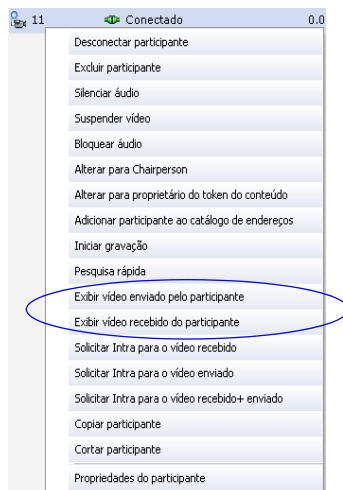 11 Conectado 0.0
Desconectar participante
Excluir participante
Silenciar áudio
Suspender vídeo
Bloquear áudio
Alterar para Chairperson
Alterar para proprietário do token do conteúdo
Adicionar participante ao catálogo de endereços
Iniciar gravação
Pesquisa rápida
Exibir vídeo enviado pelo participante
Exibir vídeo recebido do participante
Solicitar Intra para o vídeo recebido
Solicitar Intra para o vídeo enviado
Solicitar Intra para o vídeo recebido+ enviado
Copiar participante
Cortar participante
Propriedades do participante